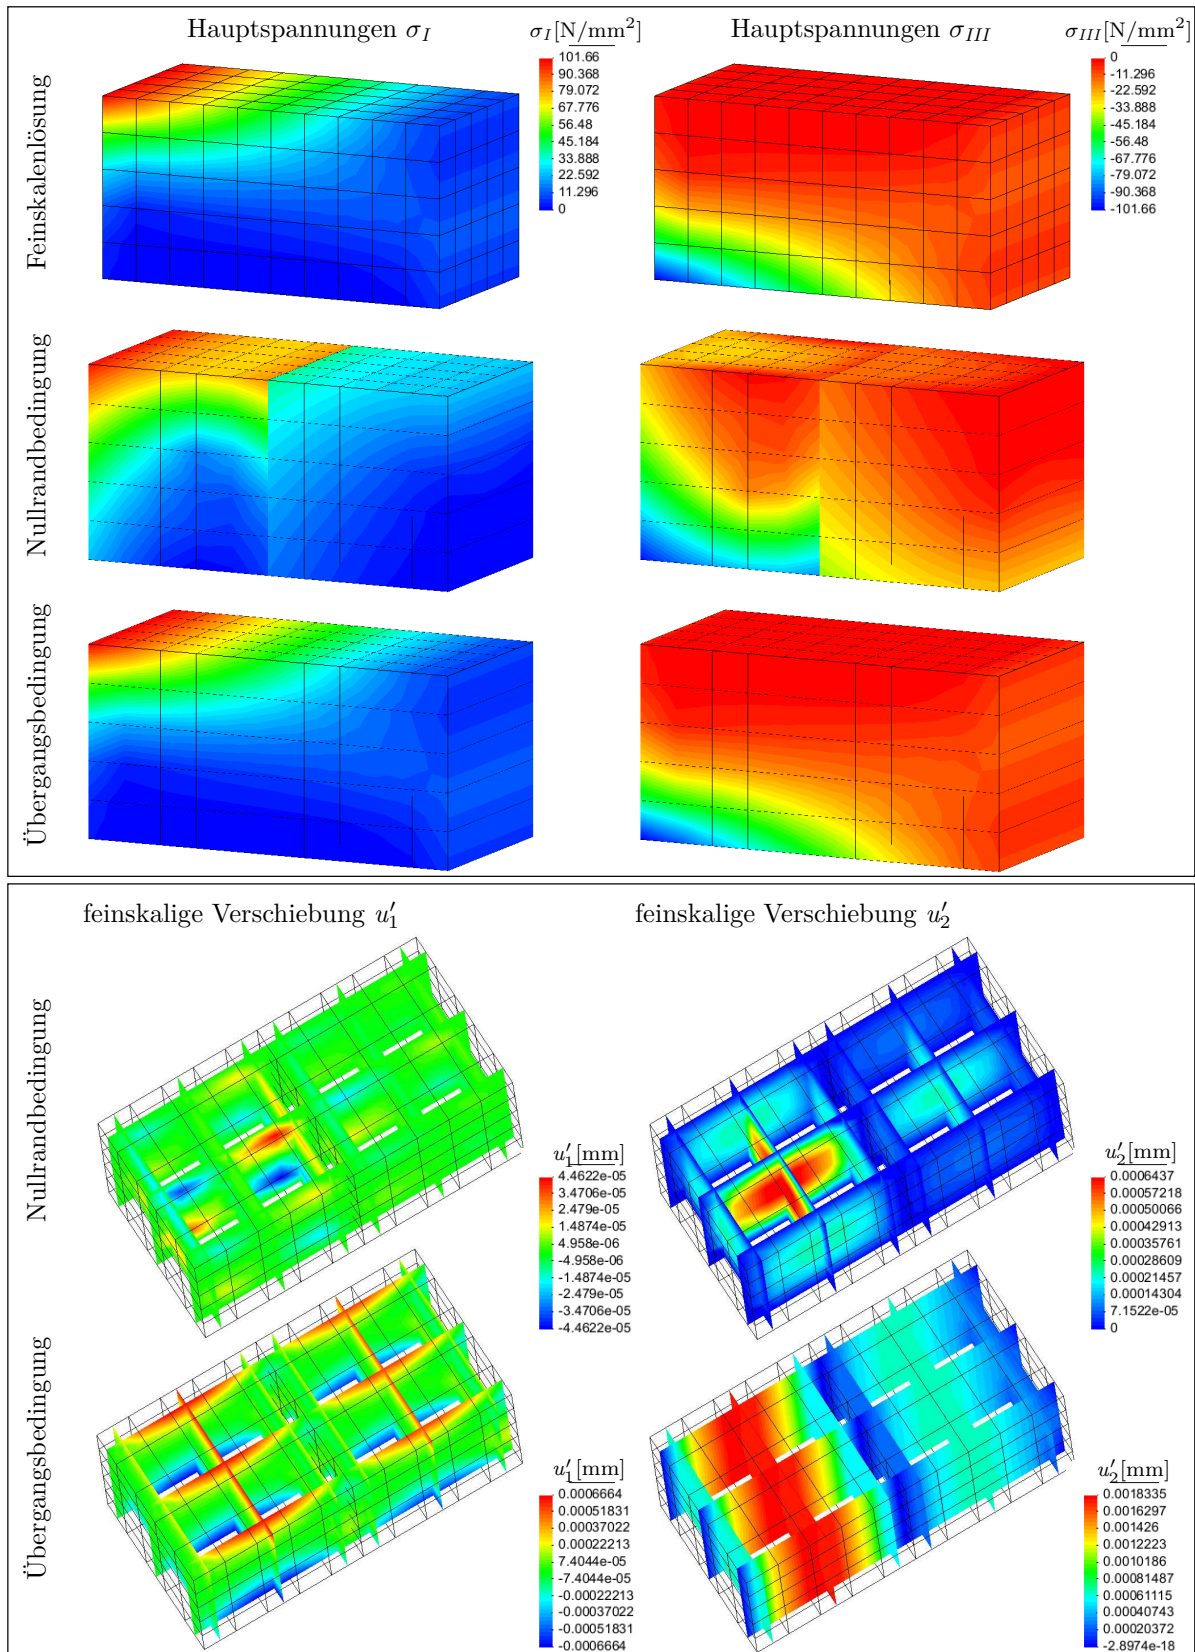 Hauptspannungen σ_I
σ_I[N/mm²]
101.66
90.368
79.072
67.776
56.48
45.184
33.888
22.592
11.296
0
Hauptspannungen σ_III
σ_III[N/mm²]
0
-11.296
-22.592
-33.888
-45.184
-56.48
-67.776
-79.072
-90.368
-101.66
Feinskalenlösung
Nullrandbedingung
Übergangsbedingung
feinskalige Verschiebung u′_1
feinskalige Verschiebung u′_2
Nullrandbedingung
u′_1[mm]
4.4622e-05
3.4706e-05
2.479e-05
1.4874e-05
4.958e-06
-4.958e-06
-1.4874e-05
-2.479e-05
-3.4706e-05
-4.4622e-05
u′_2[mm]
0.0006437
0.00057218
0.00050066
0.00042913
0.00035761
0.00028609
0.00021457
0.00014304
7.1522e-05
0
Übergangsbedingung
u′_1[mm]
0.0006664
0.00051831
0.00037022
0.00022213
7.4044e-05
-7.4044e-05
-0.00022213
-0.00037022
-0.00051831
-0.0006664
u′_2[mm]
0.0018335
0.0016297
0.001426
0.0012223
0.0010186
0.00081487
0.00061115
0.00040743
0.00020372
-2.8974e-18